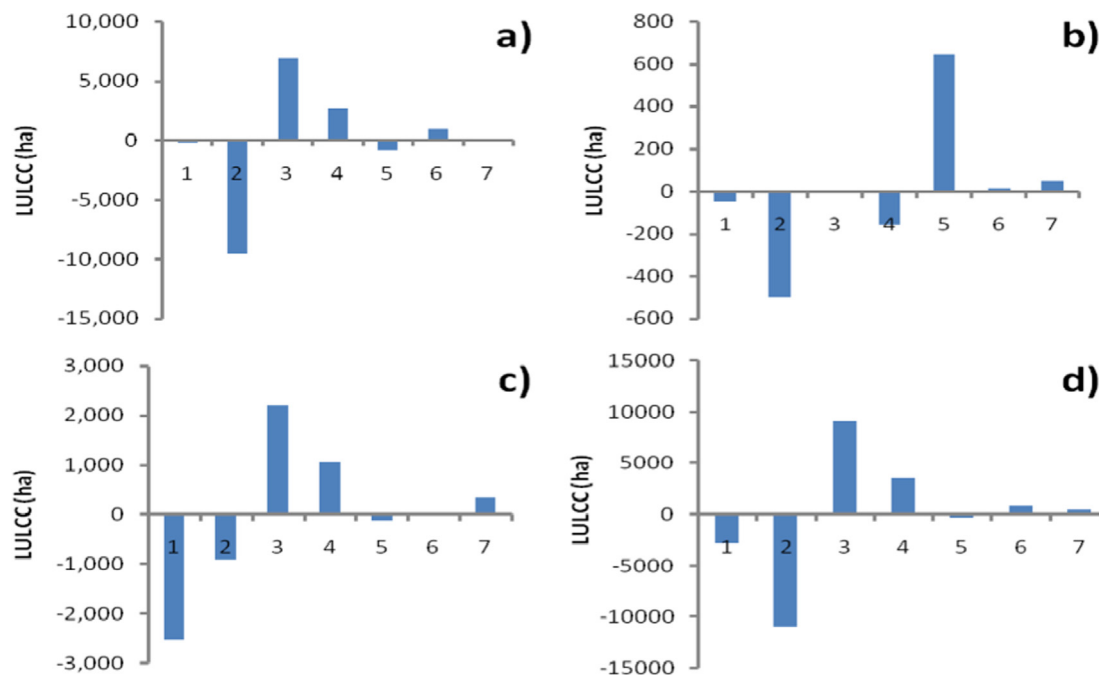 a)
LULCC (ha)
10,000
5,000
0
-5,000
-10,000
-15,000
1 2 3 4 5 6 7
b)
LULCC (ha)
800
600
400
200
0
-200
-400
-600
1 2 3 4 5 6 7
c)
LULCC (ha)
3,000
2,000
1,000
0
-1,000
-2,000
-3,000
1 2 3 4 5 6 7
d)
LULCC (ha)
15000
10000
5000
0
-5000
-10000
-15000
1 2 3 4 5 6 7